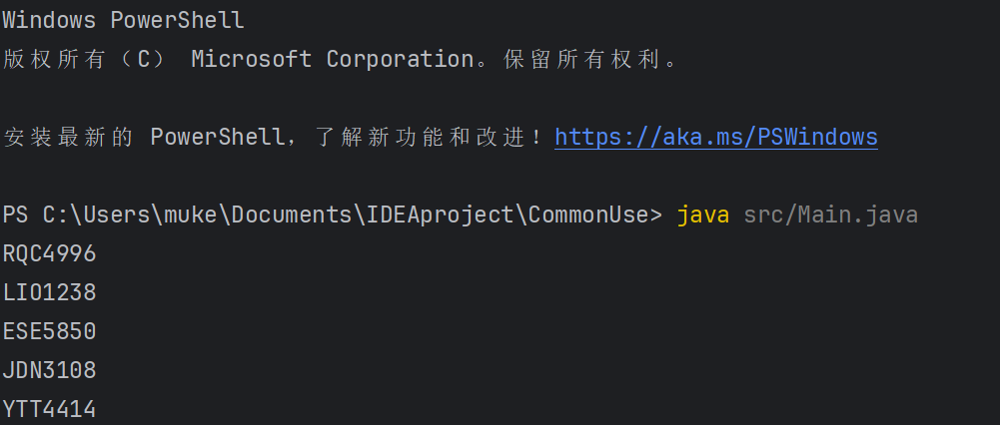 Windows PowerShell
版权所有（C） Microsoft Corporation。保留所有权利。
安装最新的 PowerShell，了解新功能和改进！https://aka.ms/PSWindows
PS C:\Users\muke\Documents\IDEAproject\CommonUse> java src/Main.java
RQC4996
LIO1238
ESE5850
JDN3108
YTT4414